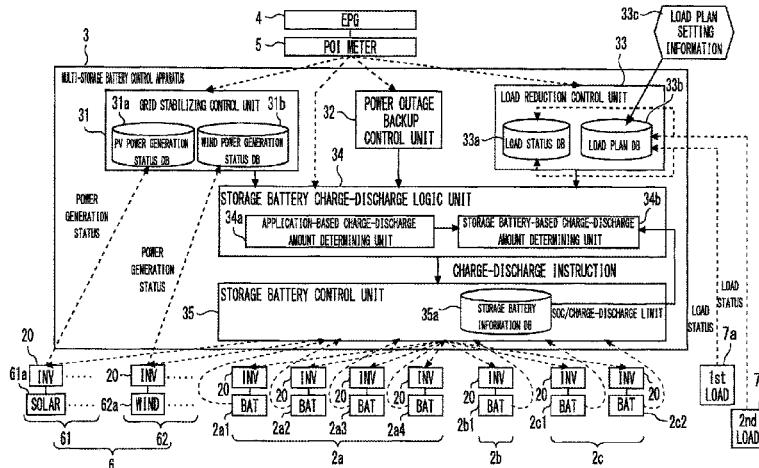 4
EPG
5
POI METER
33c
LOAD PLAN
SETTING
INFORMATION
3
MULTI-STORAGE BATTERY CONTROL APPARATUS
33
31a
GRID STABILIZING CONTROL UNIT
31b
31
PV POWER GENERATION
STATUS DB
WIND POWER GENERATION
STATUS DB
32
POWER OUTAGE
BACKUP
CONTROL UNIT
LOAD REDUCTION CONTROL UNIT
33b
33a
LOAD STATUS DB
LOAD PLAN DB
34
STORAGE BATTERY CHARGE-DISCHARGE LOGIC UNIT
34a
APPLICATION-BASED CHARGE-DISCHARGE
AMOUNT DETERMINING UNIT
34b
STORAGE BATTERY-BASED CHARGE-DISCHARGE
AMOUNT DETERMINING UNIT
POWER
GENERATION
STATUS
POWER
GENERATION
STATUS
CHARGE-DISCHARGE INSTRUCTION
35
STORAGE BATTERY CONTROL UNIT
35a
STORAGE BATTERY
INFORMATION DB
SOC/CHARGE-DISCHARGE LIMIT
LOAD STATUS
LOAD STATUS
7a
1st
LOAD
7
2nd
LOAD
20
INV
61a
SOLAR
61
20
INV
62a
WIND
62
6
20
INV
BAT
2a1
20
INV
BAT
2a2
20
INV
BAT
2a3
20
INV
BAT
2a4
2a
20
INV
BAT
2b1
2b
20
INV
BAT
2c1
20
INV
BAT
2c2
2c